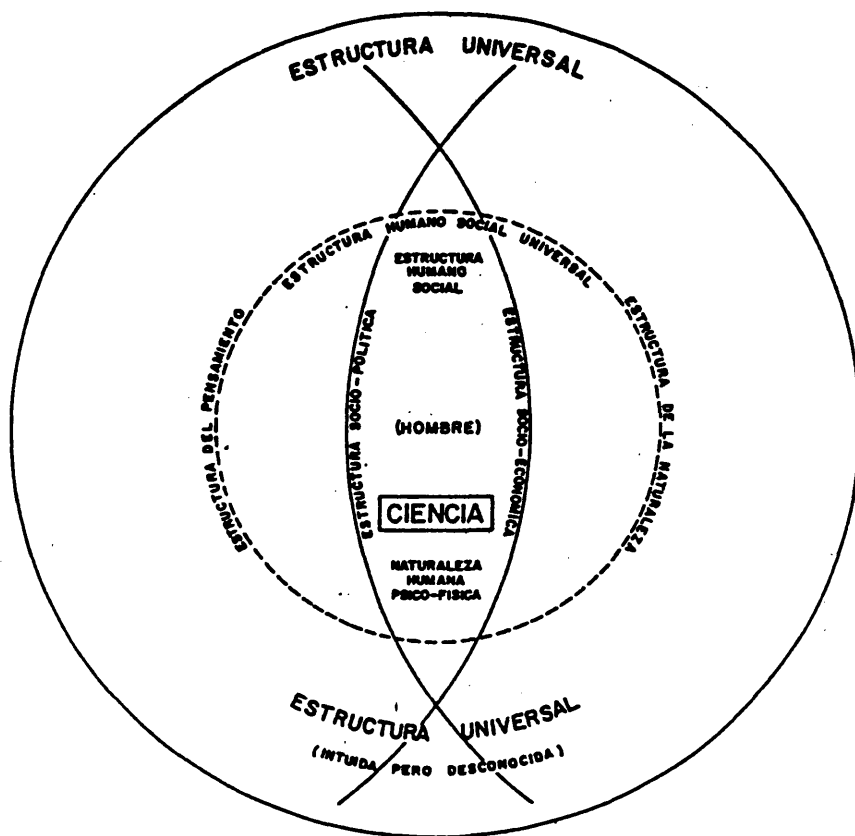 ESTRUCTURA UNIVERSAL
ESTRUCTURA HUMANO SOCIAL UNIVERSAL
ESTRUCTURA
HUMANO
SOCIAL
ESTRUCTURA DEL PENSAMIENTO
ESTRUCTURA SOCIO-POLITICA
(HOMBRE)
ESTRUCTURA SOCIO-ECONOMICA
ESTRUCTURA DE LA NATURALEZA
CIENCIA
NATURALEZA
HUMANA
PSICO-FISICA
ESTRUCTURA UNIVERSAL
(INTUIDA PERO DESCONOCIDA)